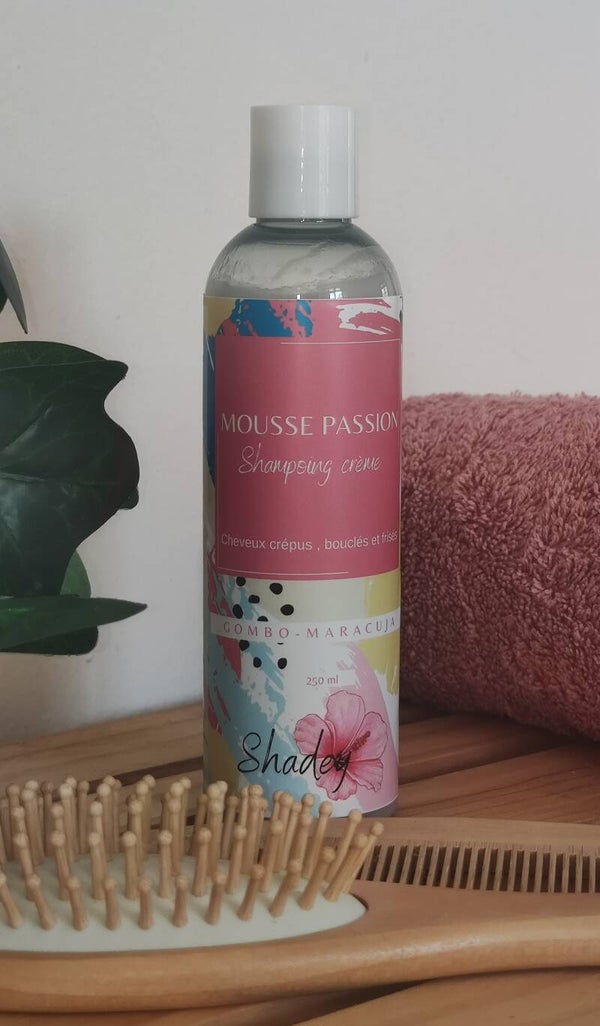 MOUSSE PASSION
Shampoing crème
Cheveux crépus , bouclés et frisés
GOMBO-MARACUJA
250 ml
Shadey